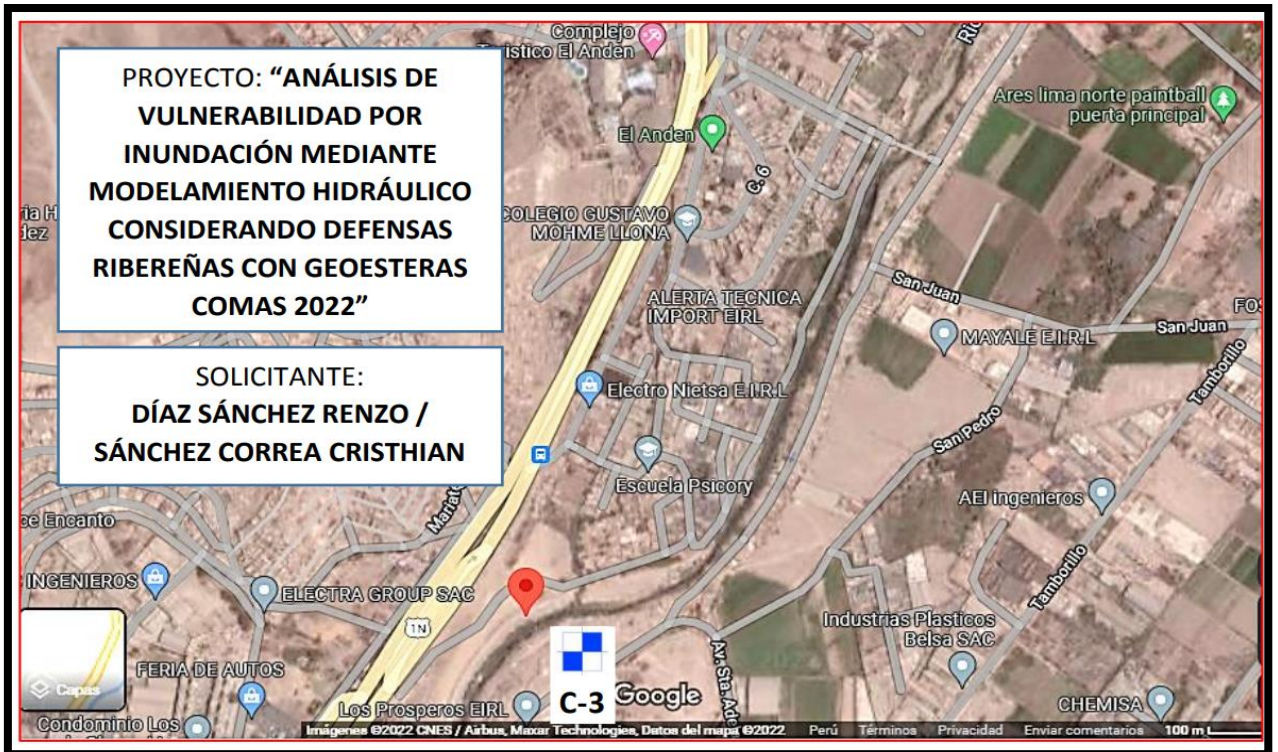 PROYECTO: “ANÁLISIS DE
VULNERABILIDAD POR
INUNDACIÓN MEDIANTE
MODELAMIENTO HIDRÁULICO
CONSIDERANDO DEFENSAS
RIBEREÑAS CON GEOESTERAS
COMAS 2022”
SOLICITANTE:
DÍAZ SÁNCHEZ RENZO /
SÁNCHEZ CORREA CRISTHIAN
Complejo
El Anden
Ares lima norte paintball
puerta principal
El Anden
C. 6
COLEGIO GUSTAVO
MOHME LLONA
San Juan
ALERTA TECNICA
IMPORT EIRL
MAYALE E.I.R.L
San Juan
Tamborillo
Electro Nietsa E.I.R.L
San Pedro
Escuela Psicory
AEI ingenieros
Encanto
INGENIEROS
ELECTRA GROUP SAC
1N
Tamborillo
Industrias Plasticos
Belsa SAC
FERIA DE AUTOS
Capas
C-3
Google
Av. Sta.
Los Prosperos EIRL
CHEMISA
Condominio Los
Imágenes ©2022 CNES / Airbus, Maxar Technologies, Datos del mapa ©2022 Perú Términos Privacidad Enviar comentarios 100 m